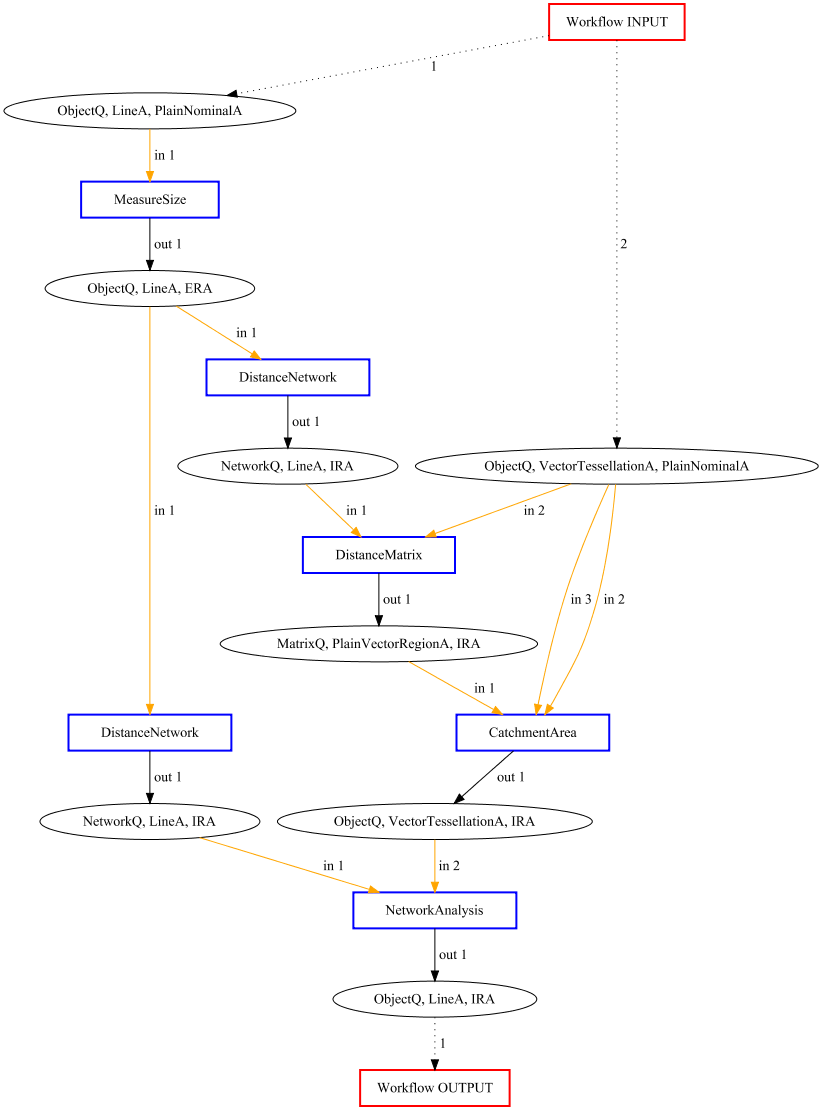 Workflow INPUT
1
ObjectQ, LineA, PlainNominalA
in 1
MeasureSize
2
out 1
ObjectQ, LineA, ERA
in 1
DistanceNetwork
out 1
NetworkQ, LineA, IRA
ObjectQ, VectorTessellationA, PlainNominalA
in 1
in 1
in 2
DistanceMatrix
out 1
in 3
in 2
MatrixQ, PlainVectorRegionA, IRA
in 1
DistanceNetwork
CatchmentArea
out 1
out 1
NetworkQ, LineA, IRA
ObjectQ, VectorTessellationA, IRA
in 1
in 2
NetworkAnalysis
out 1
ObjectQ, LineA, IRA
1
Workflow OUTPUT